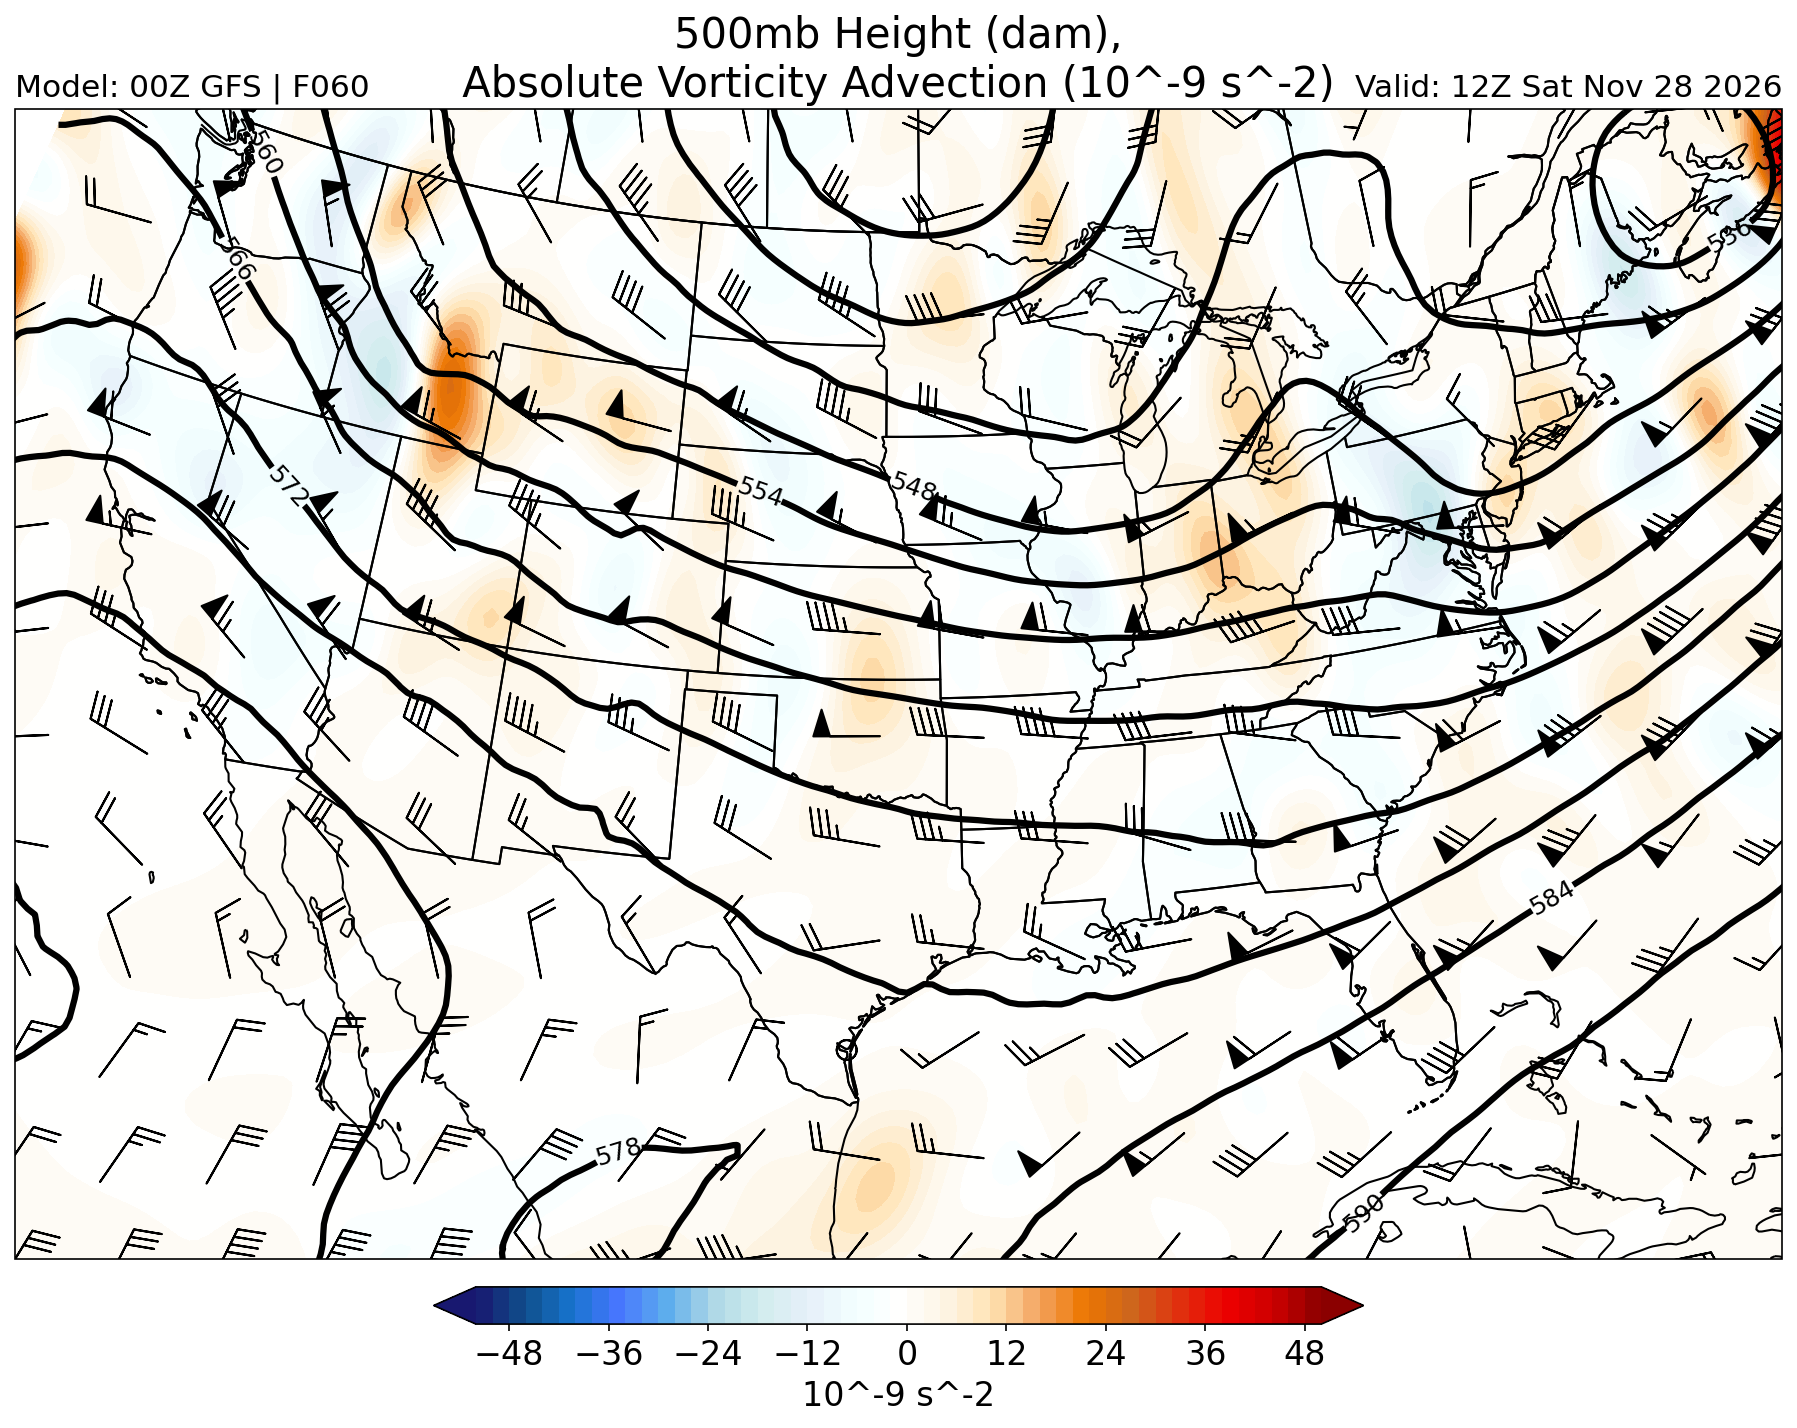 500mb Height (dam),
Model: 00Z GFS | F060
Absolute Vorticity Advection (10^-9 s^-2)
Valid: 12Z Sat Nov 28 2026
560
566
536
572
554
548
584
578
590
−48 −36 −24 −12 0 12 24 36 48
10^-9 s^-2